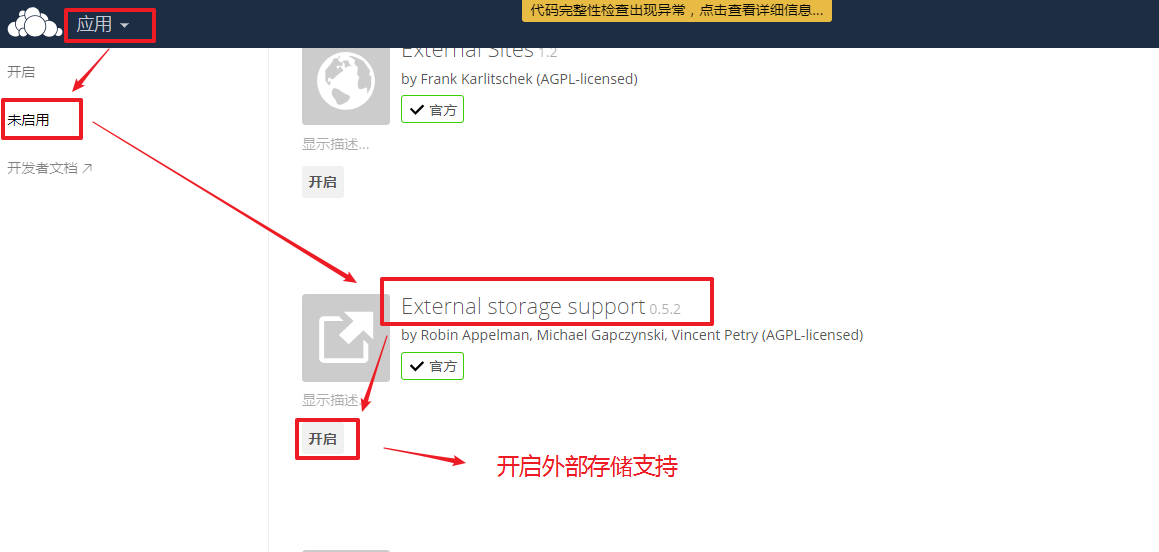 应用
代码完整性检查出现异常，点击查看详细信息...
开启
未启用
开发者文档
External Sites 1.2
by Frank Karlitschek (AGPL-licensed)
官方
显示描述...
开启
External storage support 0.5.2
by Robin Appelman, Michael Gapczynski, Vincent Petry (AGPL-licensed)
官方
显示描述...
开启
开启外部存储支持